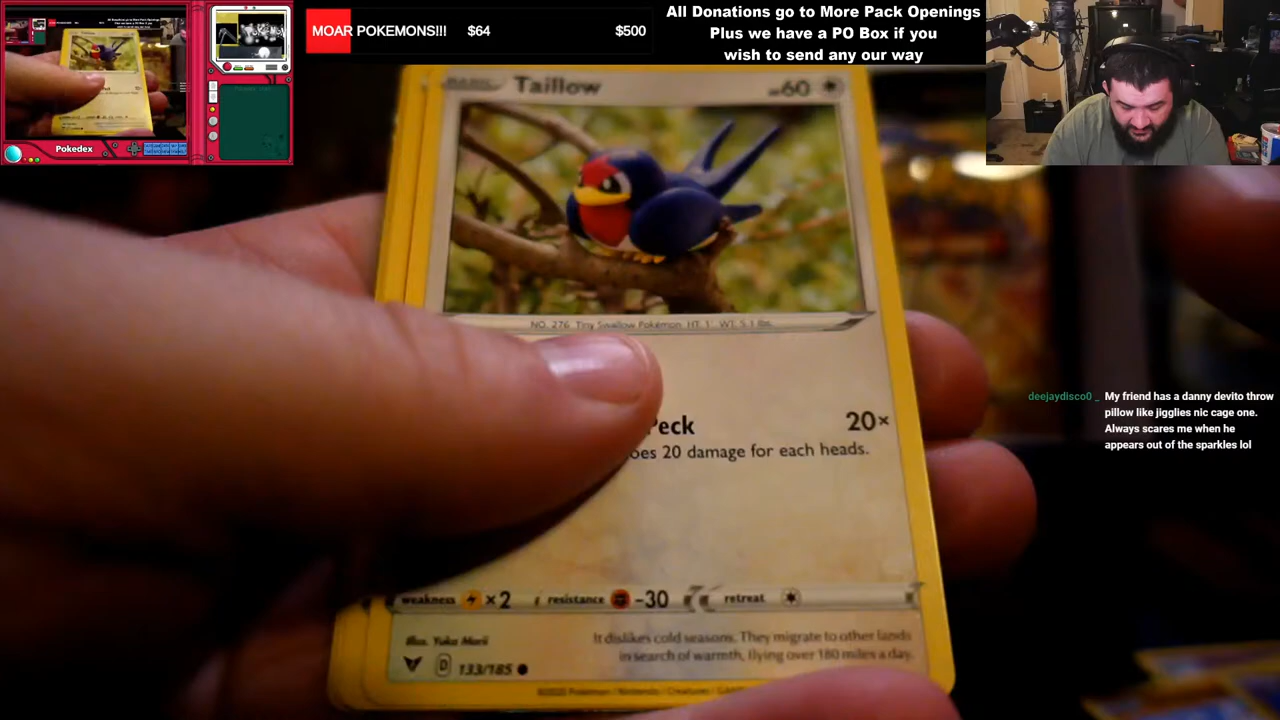 MOAR POKEMONS!!! $64 $500
All Donations go to More Pack Openings
Plus we have a PO Box if you
wish to send any our way
Pokedex
BASIC Taillow 60
NO. 276 Tiny Swallow Pokémon HT: 1' WT: 5.1 lbs.
Peck 20×
oes 20 damage for each heads.
weakness ×2 resistance -30 retreat
Illus. Yuka Morii
It dislikes cold seasons. They migrate to other lands
in search of warmth, flying over 180 miles a day.
D 133/185
©2020 Pokémon / Nintendo / Creatures /
deejaydisco0_ My friend has a danny devito throw
pillow like jigglies nic cage one.
Always scares me when he
appears out of the sparkles lol